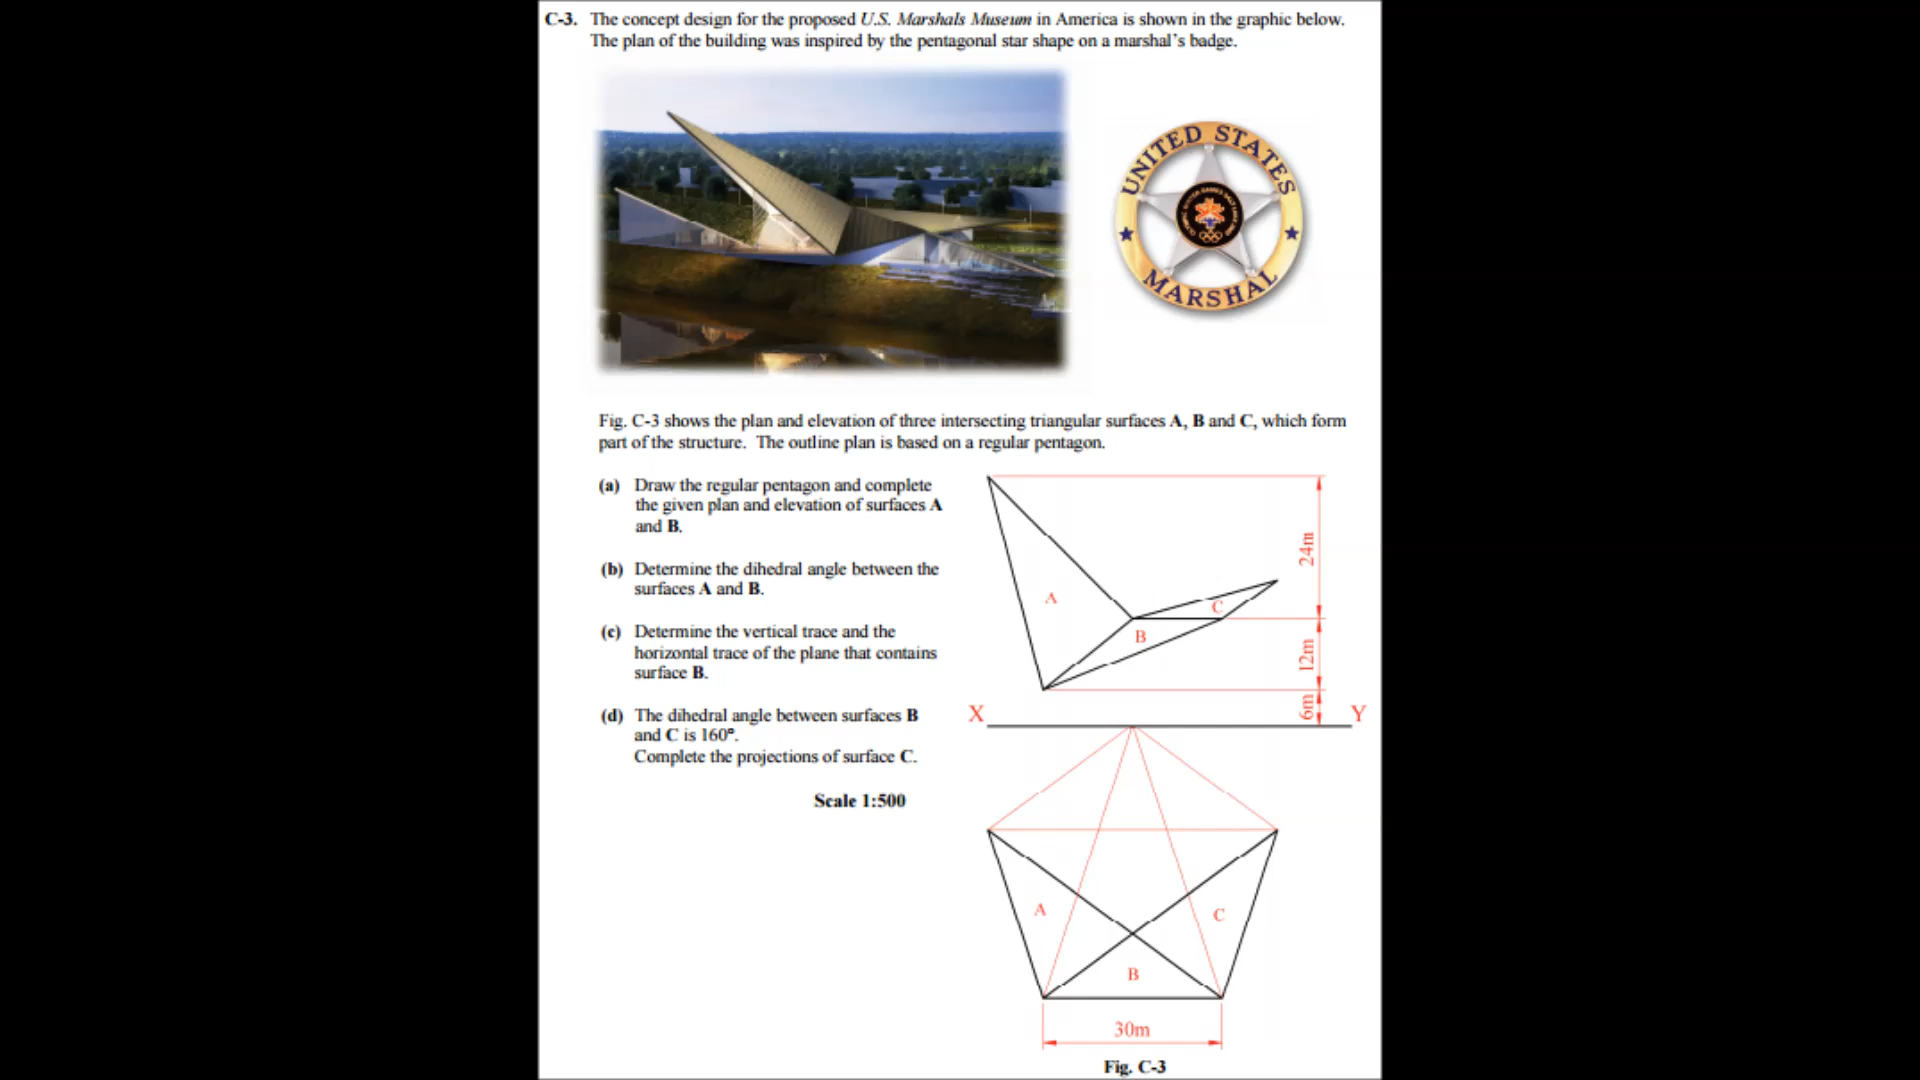 C-3. The concept design for the proposed U.S. Marshals Museum in America is shown in the graphic below.
The plan of the building was inspired by the pentagonal star shape on a marshal's badge.
UNITED STATES
MARSHAL
Fig. C-3 shows the plan and elevation of three intersecting triangular surfaces A, B and C, which form
part of the structure. The outline plan is based on a regular pentagon.
(a) Draw the regular pentagon and complete
the given plan and elevation of surfaces A
and B.
(b) Determine the dihedral angle between the
surfaces A and B.
(c) Determine the vertical trace and the
horizontal trace of the plane that contains
surface B.
(d) The dihedral angle between surfaces B
and C is 160°.
Complete the projections of surface C.
Scale 1:500
24m
A
C
B
12m
6m
X
Y
A
C
B
30m
Fig. C-3